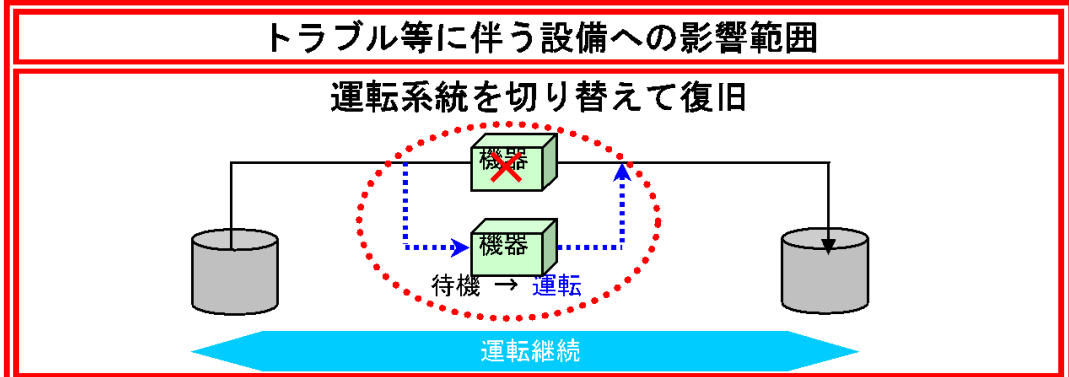 トラブル等に伴う設備への影響範囲
運転系統を切り替えて復旧
機器
機器
待機 → 運転
運転継続